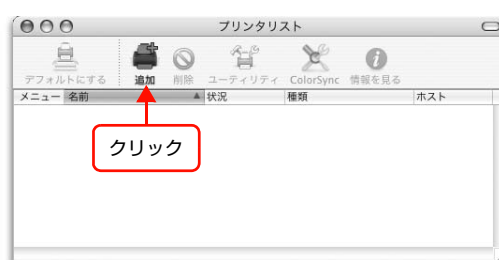 プリンタリスト
デフォルトにする 追加 削除 ユーティリティ ColorSync 情報を見る
メニュー 名前 状況 種類 ホスト
クリック